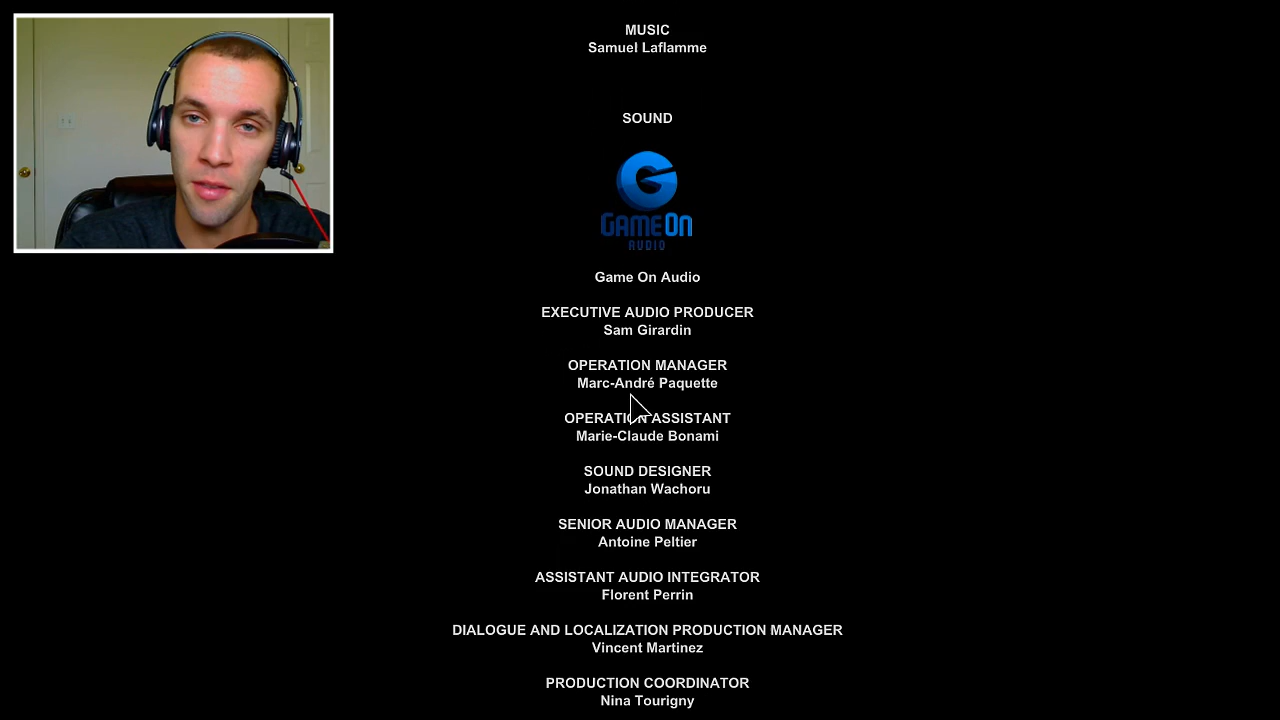 MUSIC
Samuel Laflamme
SOUND
GAMEON
AUDIO
Game On Audio
EXECUTIVE AUDIO PRODUCER
Sam Girardin
OPERATION MANAGER
Marc-André Paquette
OPERATION ASSISTANT
Marie-Claude Bonami
SOUND DESIGNER
Jonathan Wachoru
SENIOR AUDIO MANAGER
Antoine Peltier
ASSISTANT AUDIO INTEGRATOR
Florent Perrin
DIALOGUE AND LOCALIZATION PRODUCTION MANAGER
Vincent Martinez
PRODUCTION COORDINATOR
Nina Tourigny